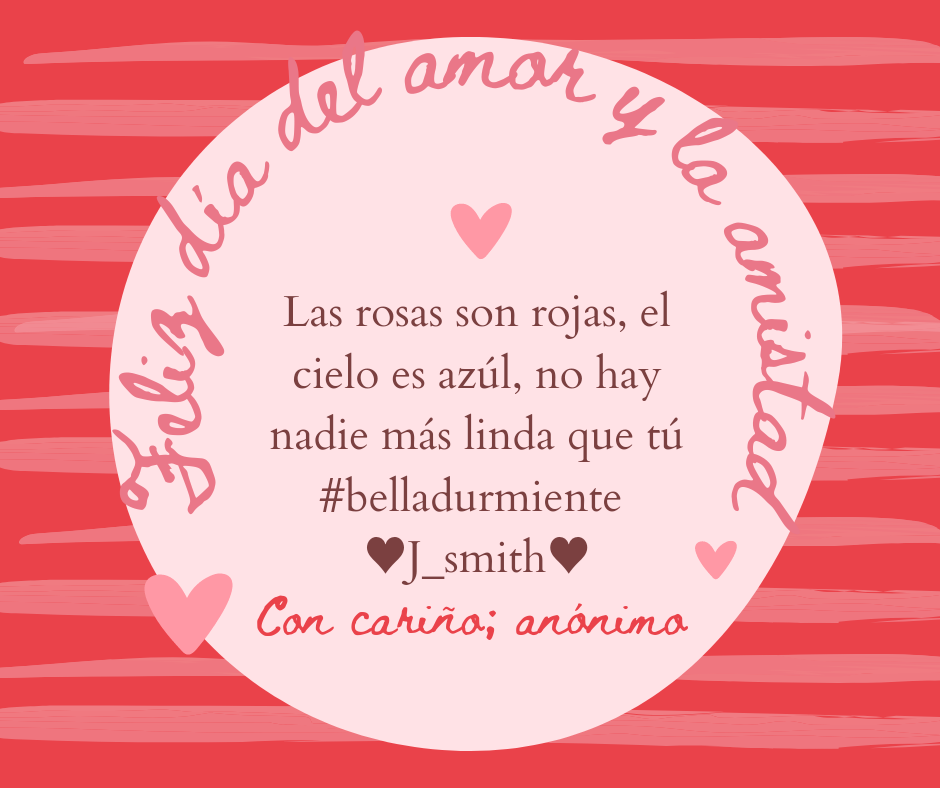 Feliz día del amor y la amistad
Las rosas son rojas, el
cielo es azúl, no hay
nadie más linda que tú
#belladurmiente
♥J_smith♥
Con cariño; anónimo